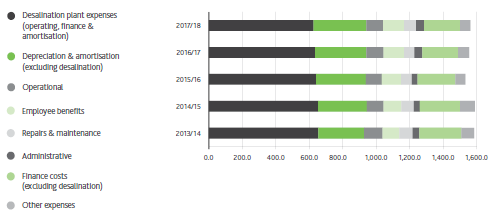 Desalination plant expenses
(operating, finance &
amortisation)
Depreciation & amortisation
(excluding desalination)
Operational
Employee benefits
Repairs & maintenance
Administrative
Finance costs
(excluding desalination)
Other expenses
2017/18
2016/17
2015/16
2014/15
2013/14
0.0 200.0 400.0 600.0 800.0 1,000.0 1,200.0 1,400.0 1,600.0